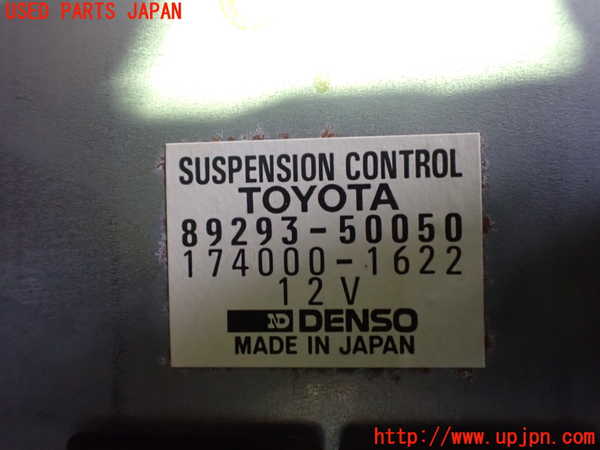 USED PARTS JAPAN
SUSPENSION CONTROL
TOYOTA
89293-50050
174000-1622
12V
ND DENSO
MADE IN JAPAN
http://www.upjpn.com/